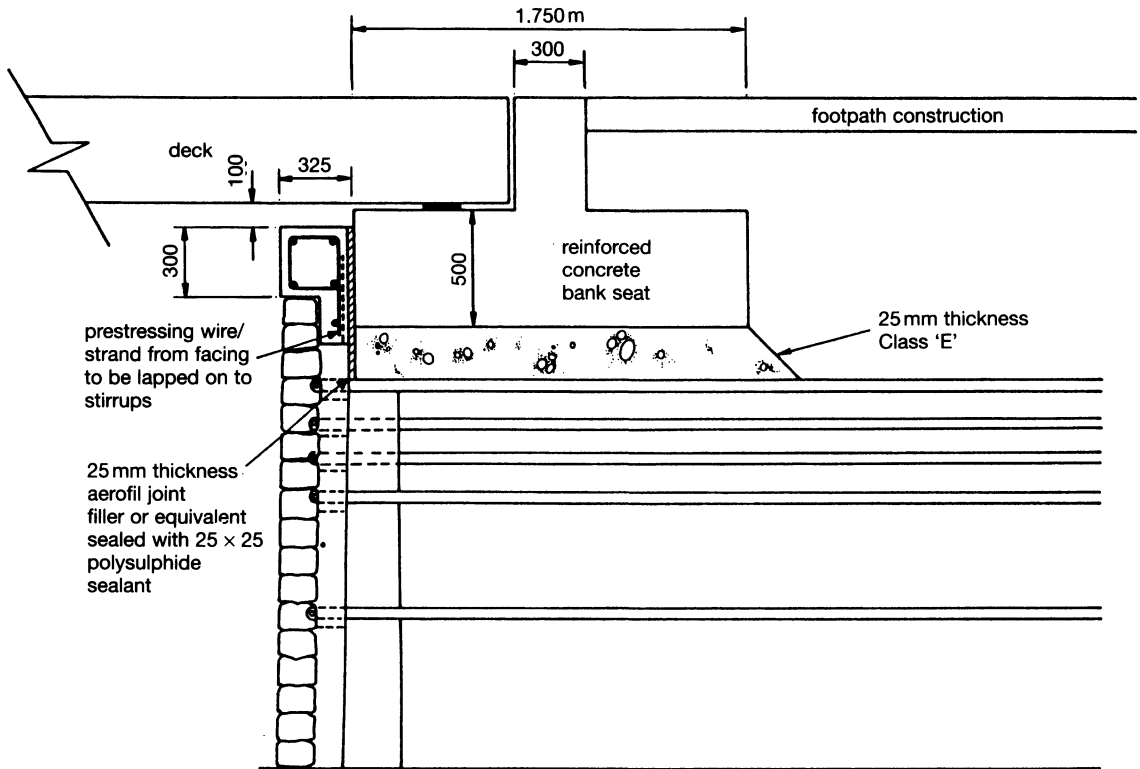 1.750 m
300
footpath construction
deck
100
325
300
500
reinforced
concrete
bank seat
prestressing wire/
strand from facing
to be lapped on to
stirrups
25 mm thickness
Class ‘E’
25 mm thickness
aerofil joint
filler or equivalent
sealed with 25 × 25
polysulphide
sealant